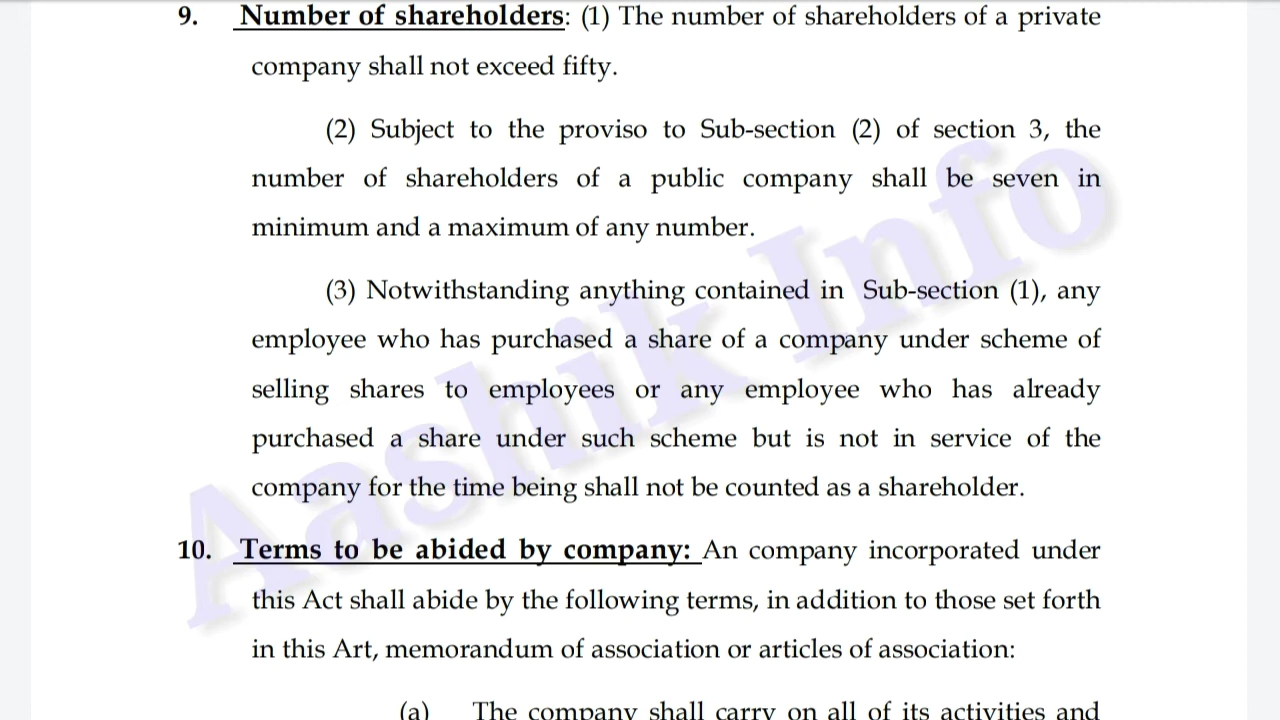 9. Number of shareholders: (1) The number of shareholders of a private
company shall not exceed fifty.
(2) Subject to the proviso to Sub-section (2) of section 3, the
number of shareholders of a public company shall be seven in
minimum and a maximum of any number.
(3) Notwithstanding anything contained in Sub-section (1), any
employee who has purchased a share of a company under scheme of
selling shares to employees or any employee who has already
purchased a share under such scheme but is not in service of the
company for the time being shall not be counted as a shareholder.
10. Terms to be abided by company: An company incorporated under
this Act shall abide by the following terms, in addition to those set forth
in this Art, memorandum of association or articles of association:
(a) The company shall carry on all of its activities and
Aashik Info